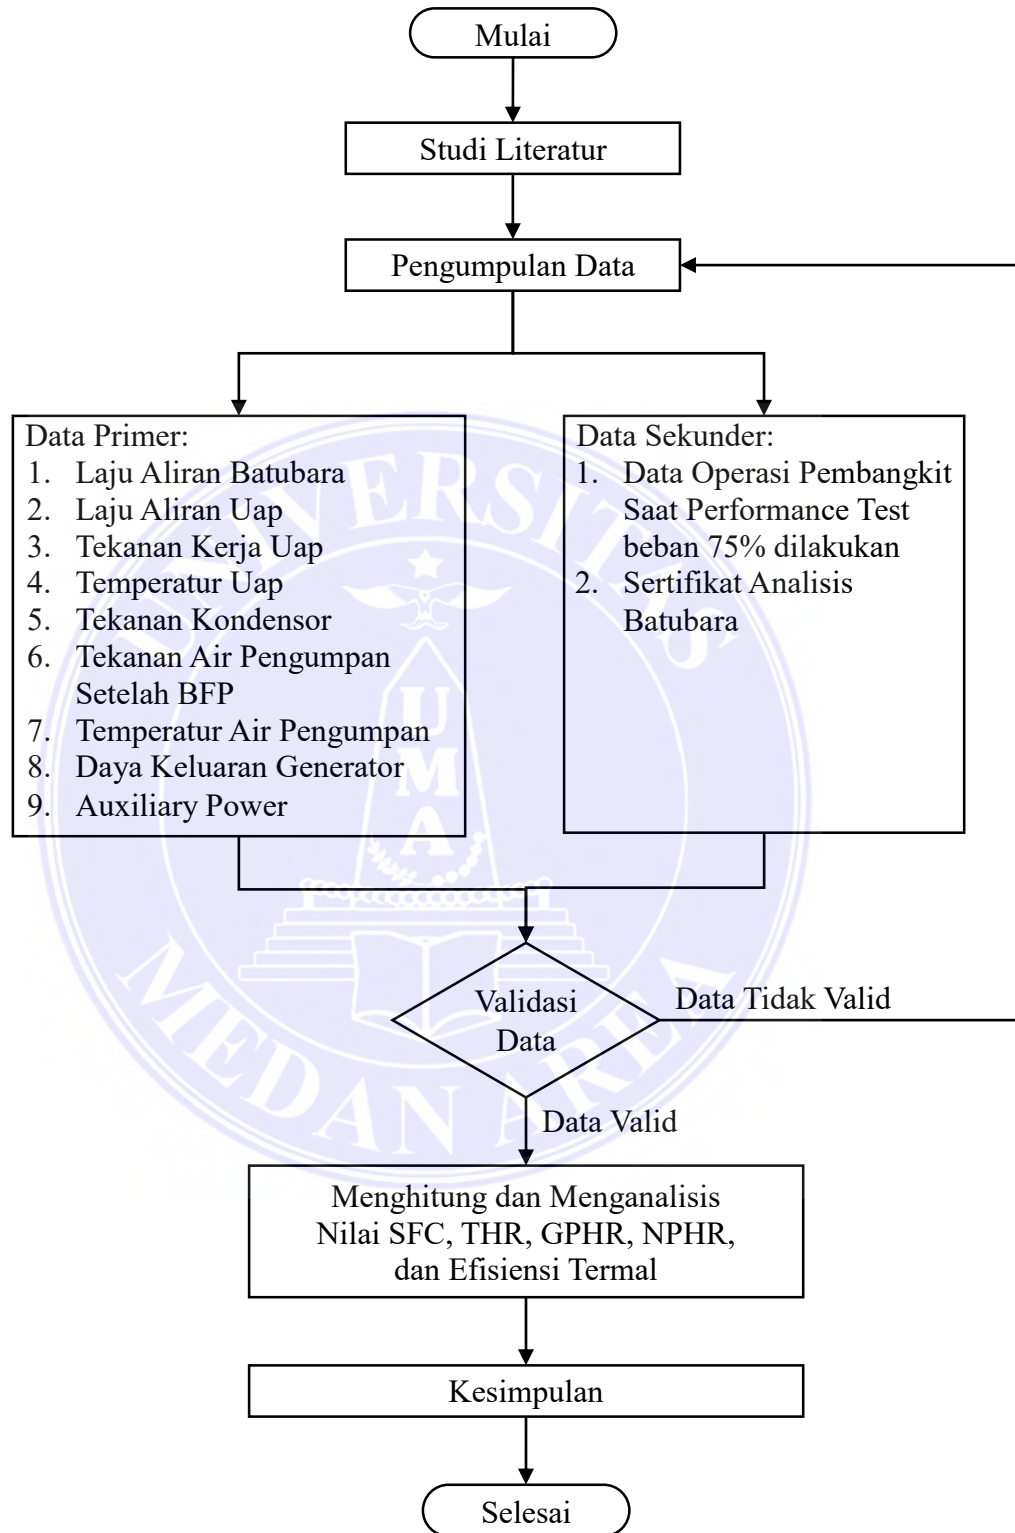 Mulai
Studi Literatur
Pengumpulan Data
Data Primer:
1. Laju Aliran Batubara
2. Laju Aliran Uap
3. Tekanan Kerja Uap
4. Temperatur Uap
5. Tekanan Kondensor
6. Tekanan Air Pengumpan
Setelah BFP
7. Temperatur Air Pengumpan
8. Daya Keluaran Generator
9. Auxiliary Power
Data Sekunder:
1. Data Operasi Pembangkit
Saat Performance Test
beban 75% dilakukan
2. Sertifikat Analisis
Batubara
Validasi
Data
Data Tidak Valid
Data Valid
Menghitung dan Menganalisis
Nilai SFC, THR, GPHR, NPHR,
dan Efisiensi Termal
Kesimpulan
Selesai
UNIVERSITAS
UMA
MEDAN AREA